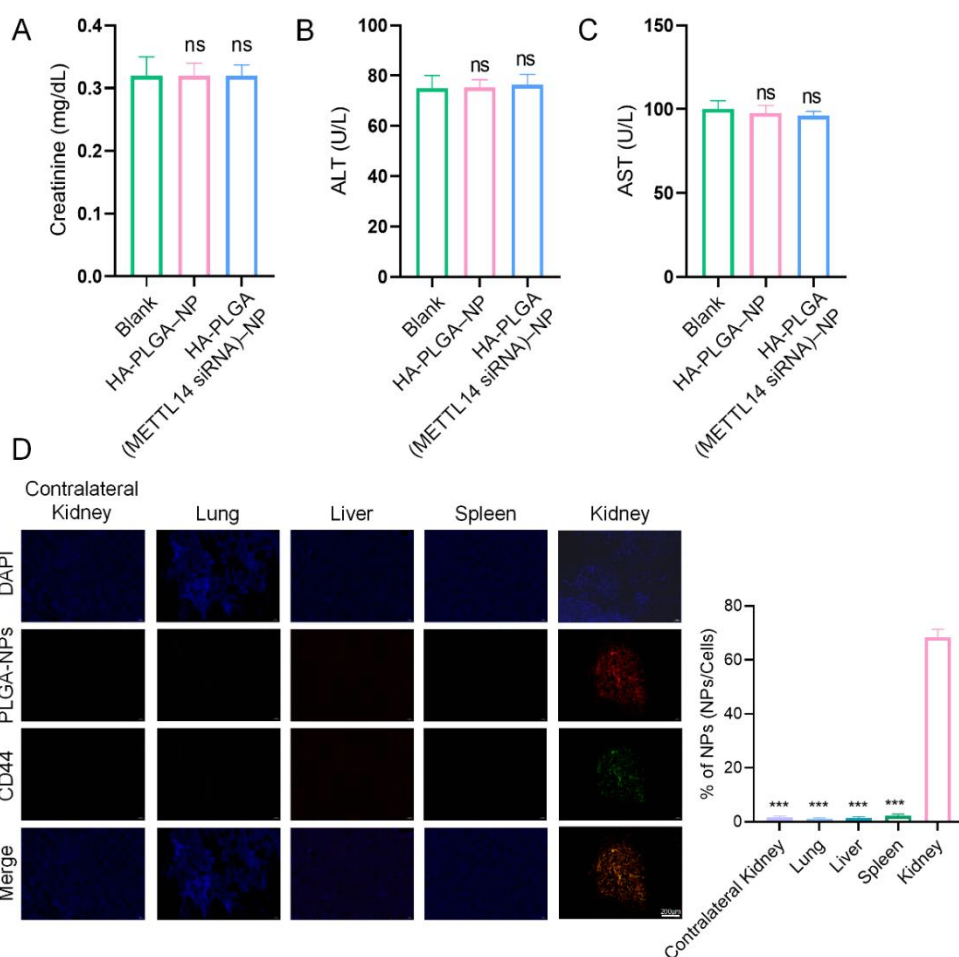 A
Creatinine (mg/dL)
0.4
0.3
0.2
0.1
0.0
ns
ns
Blank
HA-PLGA–NP
HA-PLGA
(METTL14 siRNA)–NP
B
ALT (U/L)
100
80
60
40
20
0
ns
ns
Blank
HA-PLGA–NP
HA-PLGA
(METTL14 siRNA)–NP
C
AST (U/L)
150
100
50
0
ns
ns
Blank
HA-PLGA–NP
HA-PLGA
(METTL14 siRNA)–NP
D
Contralateral
Kidney
Lung
Liver
Spleen
Kidney
DAPI
PLGA-NPs
CD44
Merge
200μm
% of NPs (NPs/Cells)
80
60
40
20
0
***
***
***
***
Contralateral Kidney
Lung
Liver
Spleen
Kidney